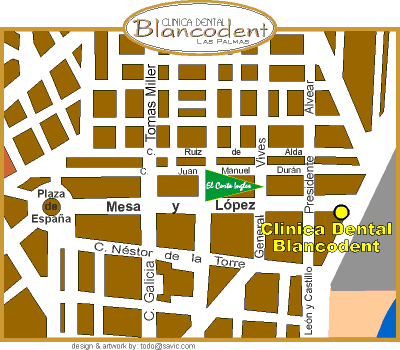 CLINICA DENTAL
Blancodent
LAS PALMAS
Tomas Miller
Alvear
C. Ruiz de Alda
Vives
C. Juan Manuel Durán
El Corte Ingles
Presidente
Plaza
de
España
Mesa y López
Clinica Dental
Blancodent
General
C. Néstor de la Torre
C. Galicia
León y Castillo
design & artwork by: todo@savic.com